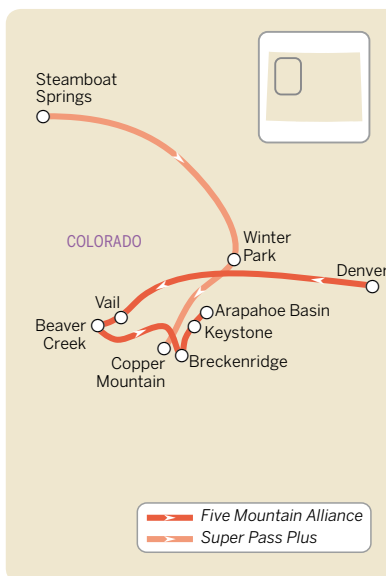 Steamboat
Springs
COLORADO
Winter
Park
Denver
Vail
Arapahoe Basin
Beaver
Creek
Keystone
Copper
Mountain
Breckenridge
Five Mountain Alliance
Super Pass Plus